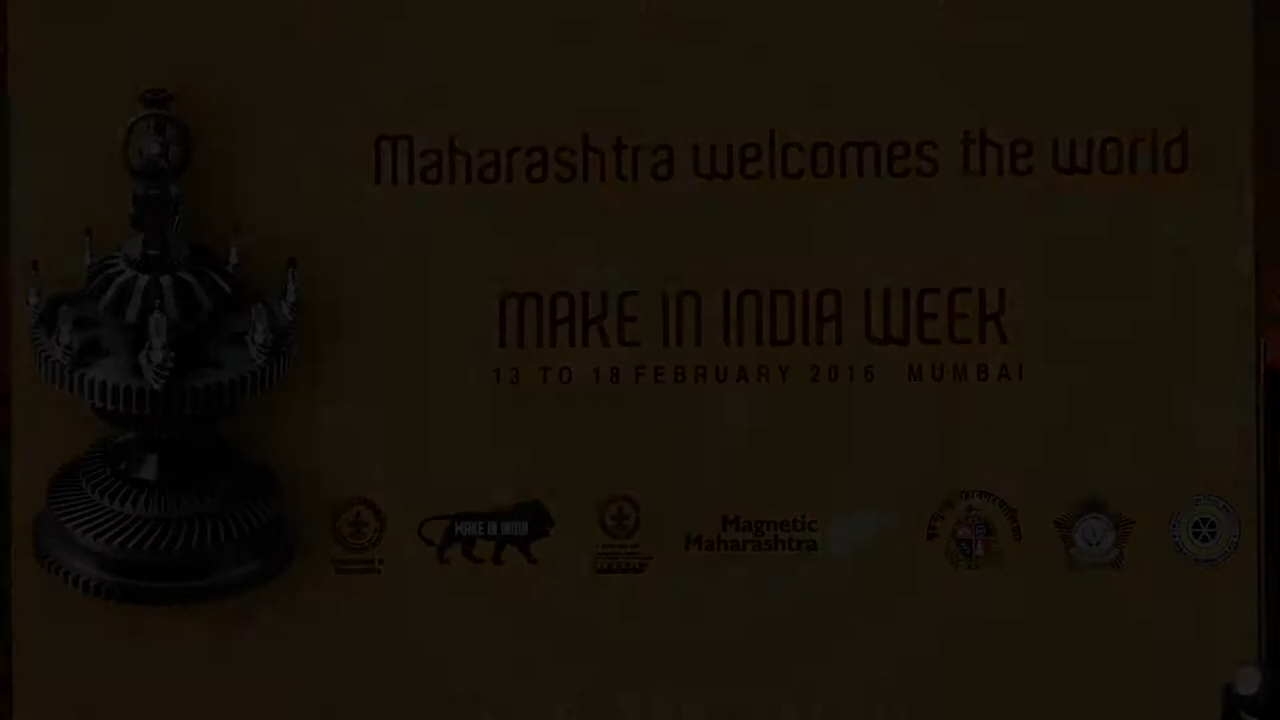 Maharashtra welcomes the world
MAKE IN INDIA WEEK
13 TO 18 FEBRUARY 2016 MUMBAI
MAKE IN INDIA
Magnetic
Maharashtra